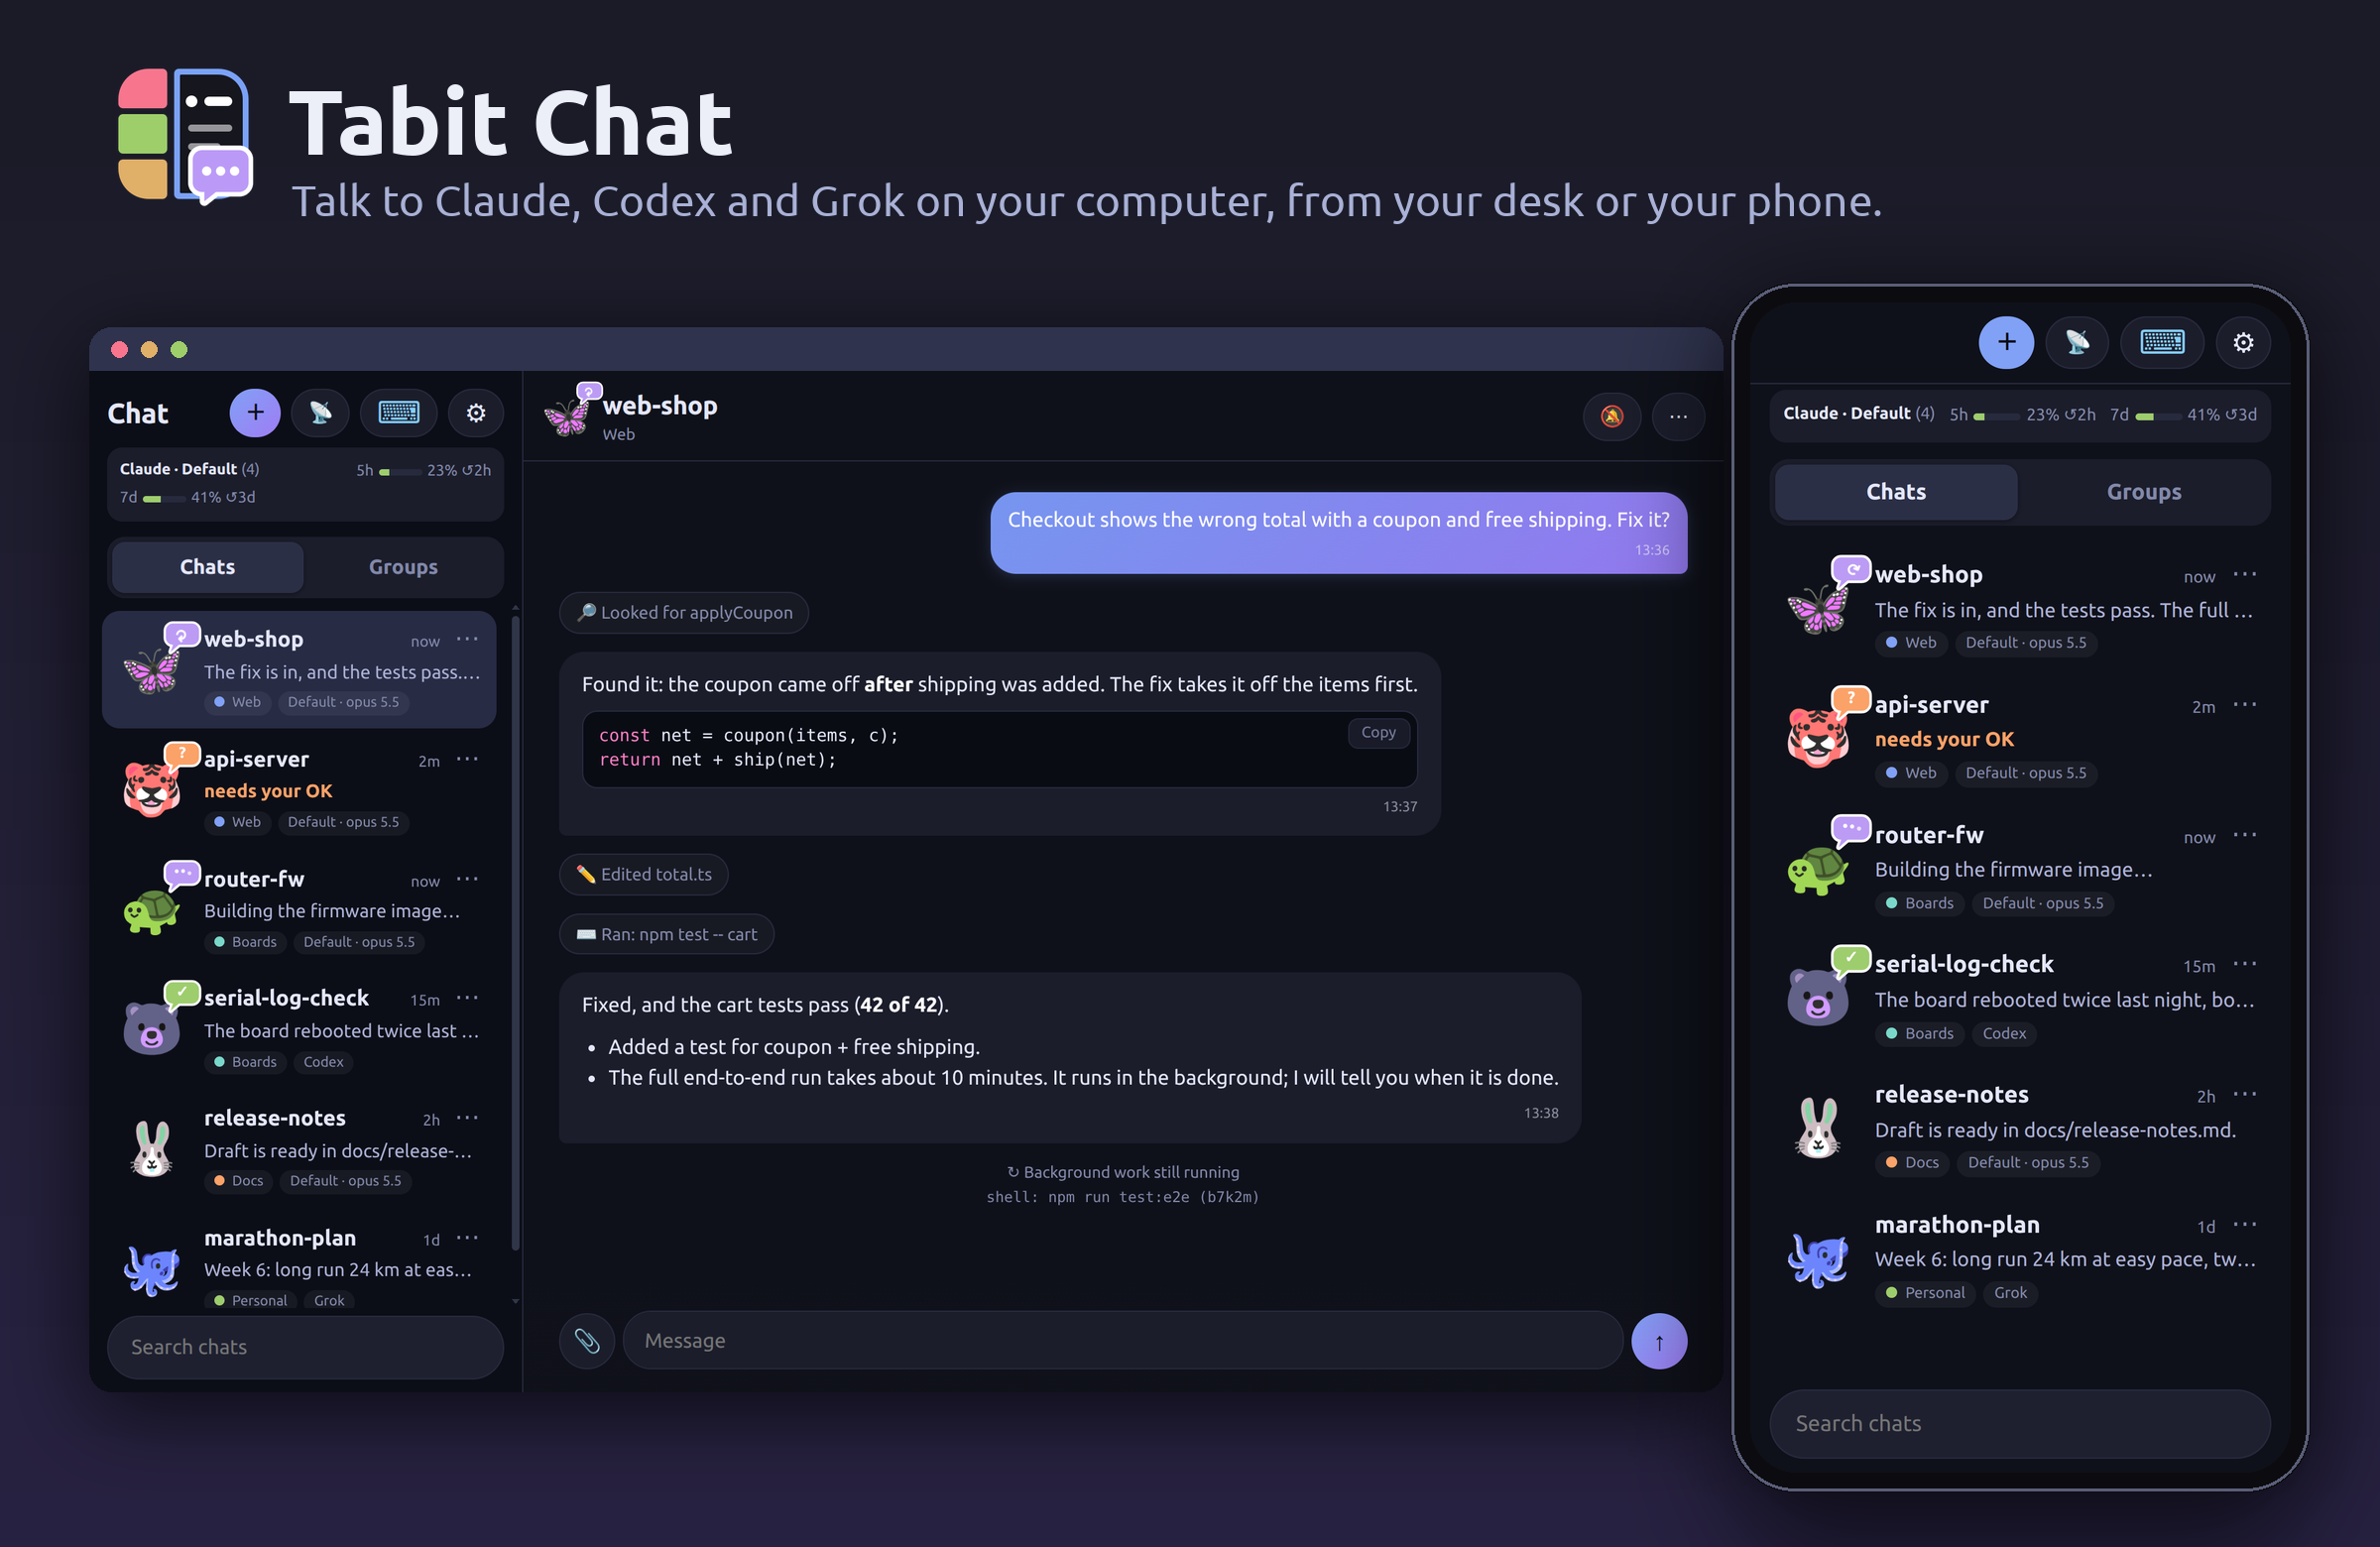 Tabit Chat
Talk to Claude, Codex and Grok on your computer, from your desk or your phone.
Chat
Claude · Default (4) 5h 23% ↺2h
7d 41% ↺3d
Chats Groups
web-shop now ···
The fix is in, and the tests pass.…
Web Default · opus 5.5
api-server 2m ···
needs your OK
Web Default · opus 5.5
router-fw now ···
Building the firmware image…
Boards Default · opus 5.5
serial-log-check 15m ···
The board rebooted twice last …
Boards Codex
release-notes 2h ···
Draft is ready in docs/release-…
Docs Default · opus 5.5
marathon-plan 1d ···
Week 6: long run 24 km at eas…
Personal Grok
Search chats
web-shop
Web
Checkout shows the wrong total with a coupon and free shipping. Fix it?
13:36
Looked for applyCoupon
Found it: the coupon came off after shipping was added. The fix takes it off the items first.
const net = coupon(items, c);
return net + ship(net);
Copy
13:37
Edited total.ts
Ran: npm test -- cart
Fixed, and the cart tests pass (42 of 42).
• Added a test for coupon + free shipping.
• The full end-to-end run takes about 10 minutes. It runs in the background; I will tell you when it is done.
13:38
↻ Background work still running
shell: npm run test:e2e (b7k2m)
Message
Claude · Default (4) 5h 23% ↺2h 7d 41% ↺3d
Chats Groups
web-shop now ···
The fix is in, and the tests pass. The full …
Web Default · opus 5.5
api-server 2m ···
needs your OK
Web Default · opus 5.5
router-fw now ···
Building the firmware image…
Boards Default · opus 5.5
serial-log-check 15m ···
The board rebooted twice last night, bo…
Boards Codex
release-notes 2h ···
Draft is ready in docs/release-notes.md.
Docs Default · opus 5.5
marathon-plan 1d ···
Week 6: long run 24 km at easy pace, tw…
Personal Grok
Search chats